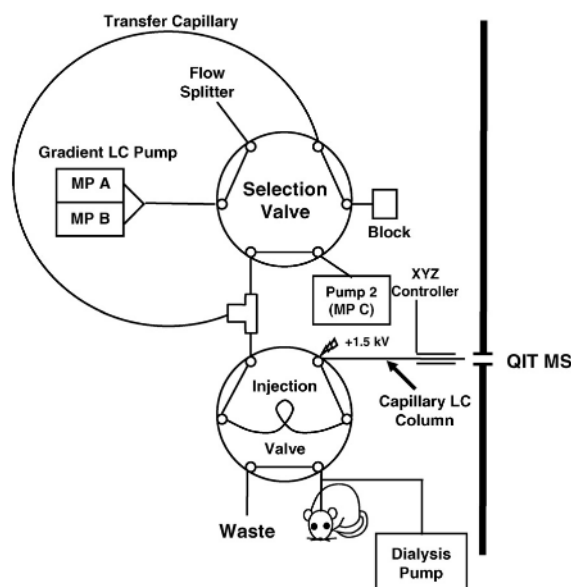 Transfer Capillary
Flow
Splitter
Gradient LC Pump
MP A
MP B
Selection
Valve
Block
Pump 2
(MP C)
XYZ
Controller
+1.5 kV
QIT MS
Injection
Valve
Capillary LC
Column
Waste
Dialysis
Pump